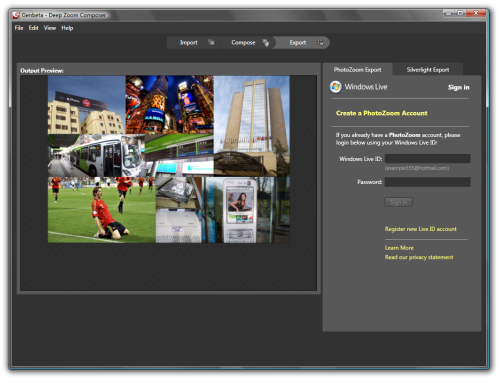 Genbeta - Deep Zoom Composer
File Edit View Help
Import Compose Export
Output Preview:
PhotoZoom Export Silverlight Export
Windows Live Sign in
Create a PhotoZoom Account
If you already have a PhotoZoom account, please
login below using your Windows Live ID:
Windows Live ID:
(example555@hotmail.com)
Password:
Sign in
Register new Live ID account
Learn More
Read our privacy statement
NASDAQ